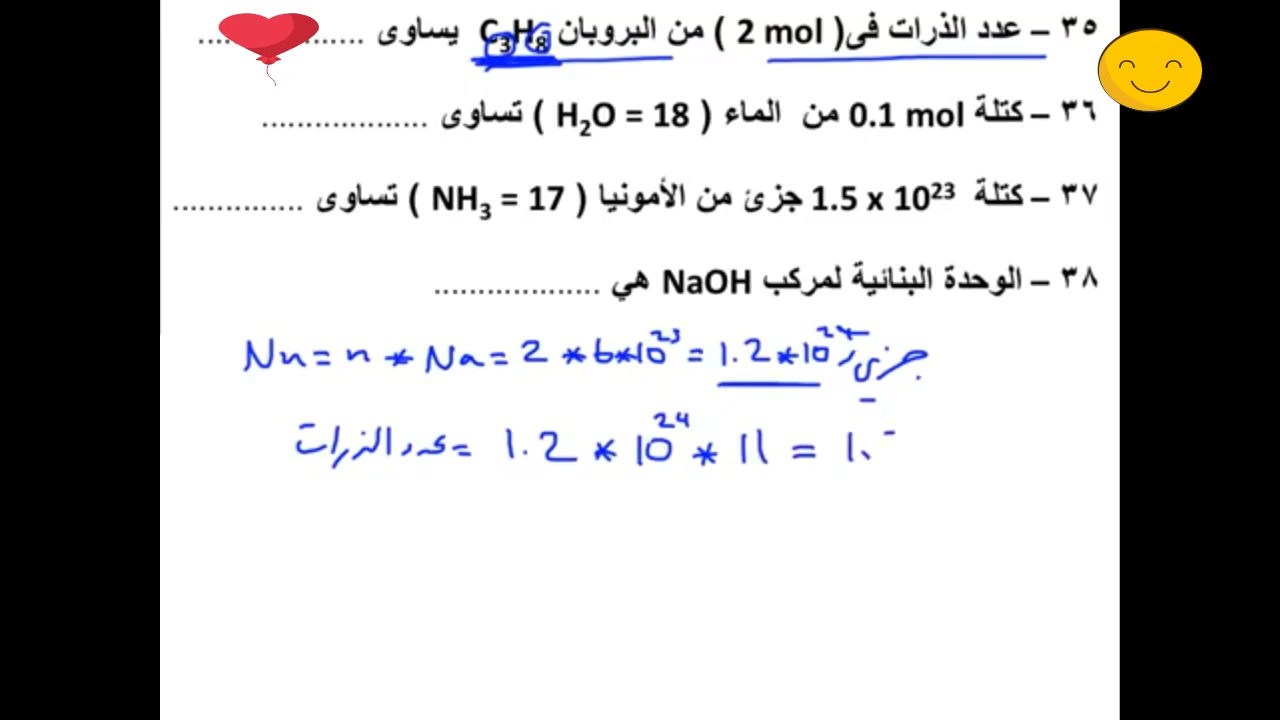 ٣٥ – عدد الذرات فى( 2 mol ) من البروبان C3H8 يساوى ...................
٣٦ – كتلة 0.1 mol من الماء ( H₂O = 18 ) تساوى ...................
٣٧ – كتلة 1.5 x 10²³ جزئ من الأمونيا ( NH₃ = 17 ) تساوى ...............
٣٨ – الوحدة البنائية لمركب NaOH هي ...................
Nu = n * Na = 2 * 6*10²³ = 1.2 *10²⁴ جزيء
عدد الذرات = 1.2 * 10²⁴ * 11 =